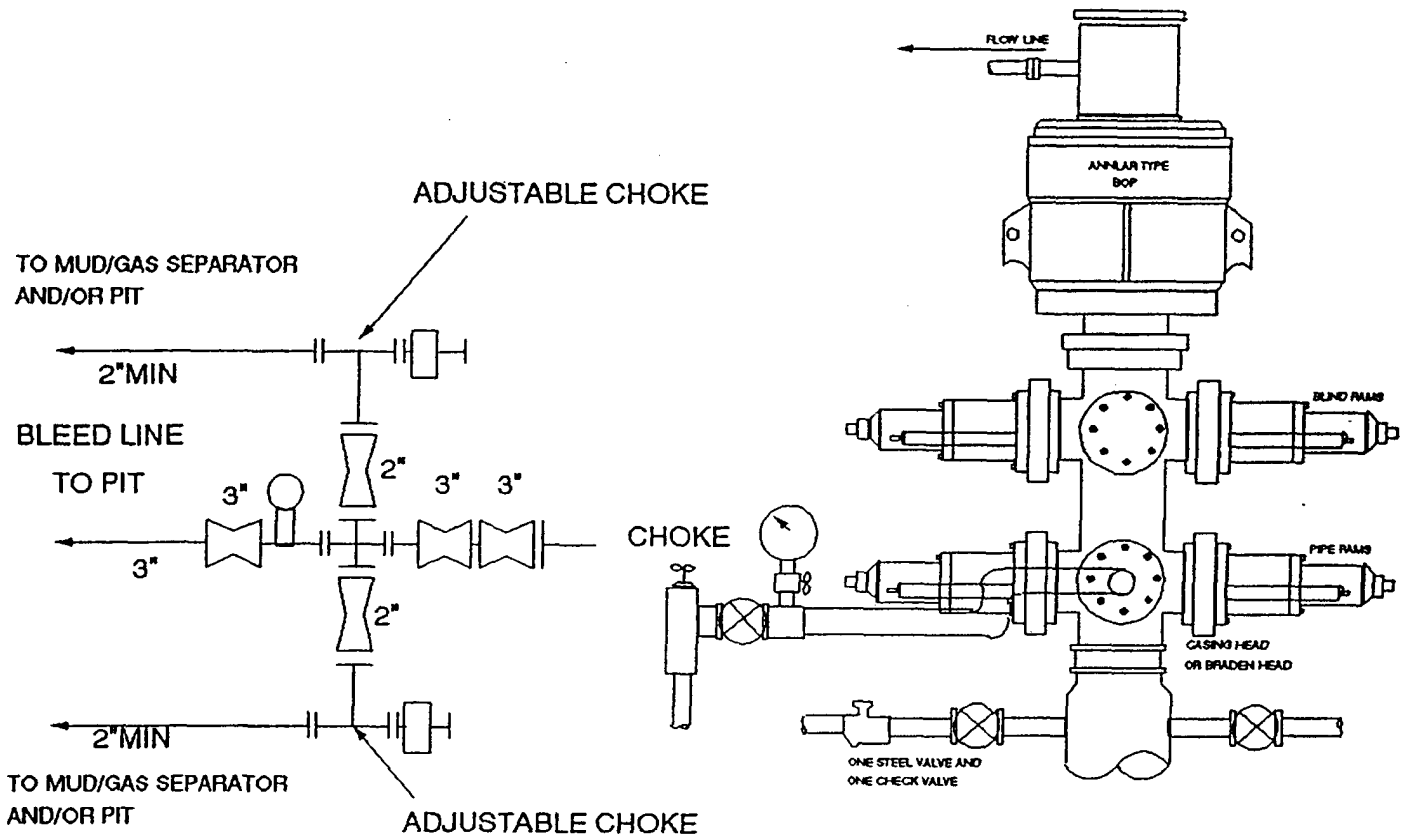 FLOW LINE
ANNLAR TYPE
BOP
ADJUSTABLE CHOKE
TO MUD/GAS SEPARATOR
AND/OR PIT
2"MIN
BLEED LINE
TO PIT
2"
3"
3"
3"
3"
2"
2"MIN
TO MUD/GAS SEPARATOR
AND/OR PIT
ADJUSTABLE CHOKE
BLIND RAMS
CHOKE
PIPE RAMS
CASING HEAD
OR BRADEN HEAD
ONE STEEL VALVE AND
ONE CHECK VALVE